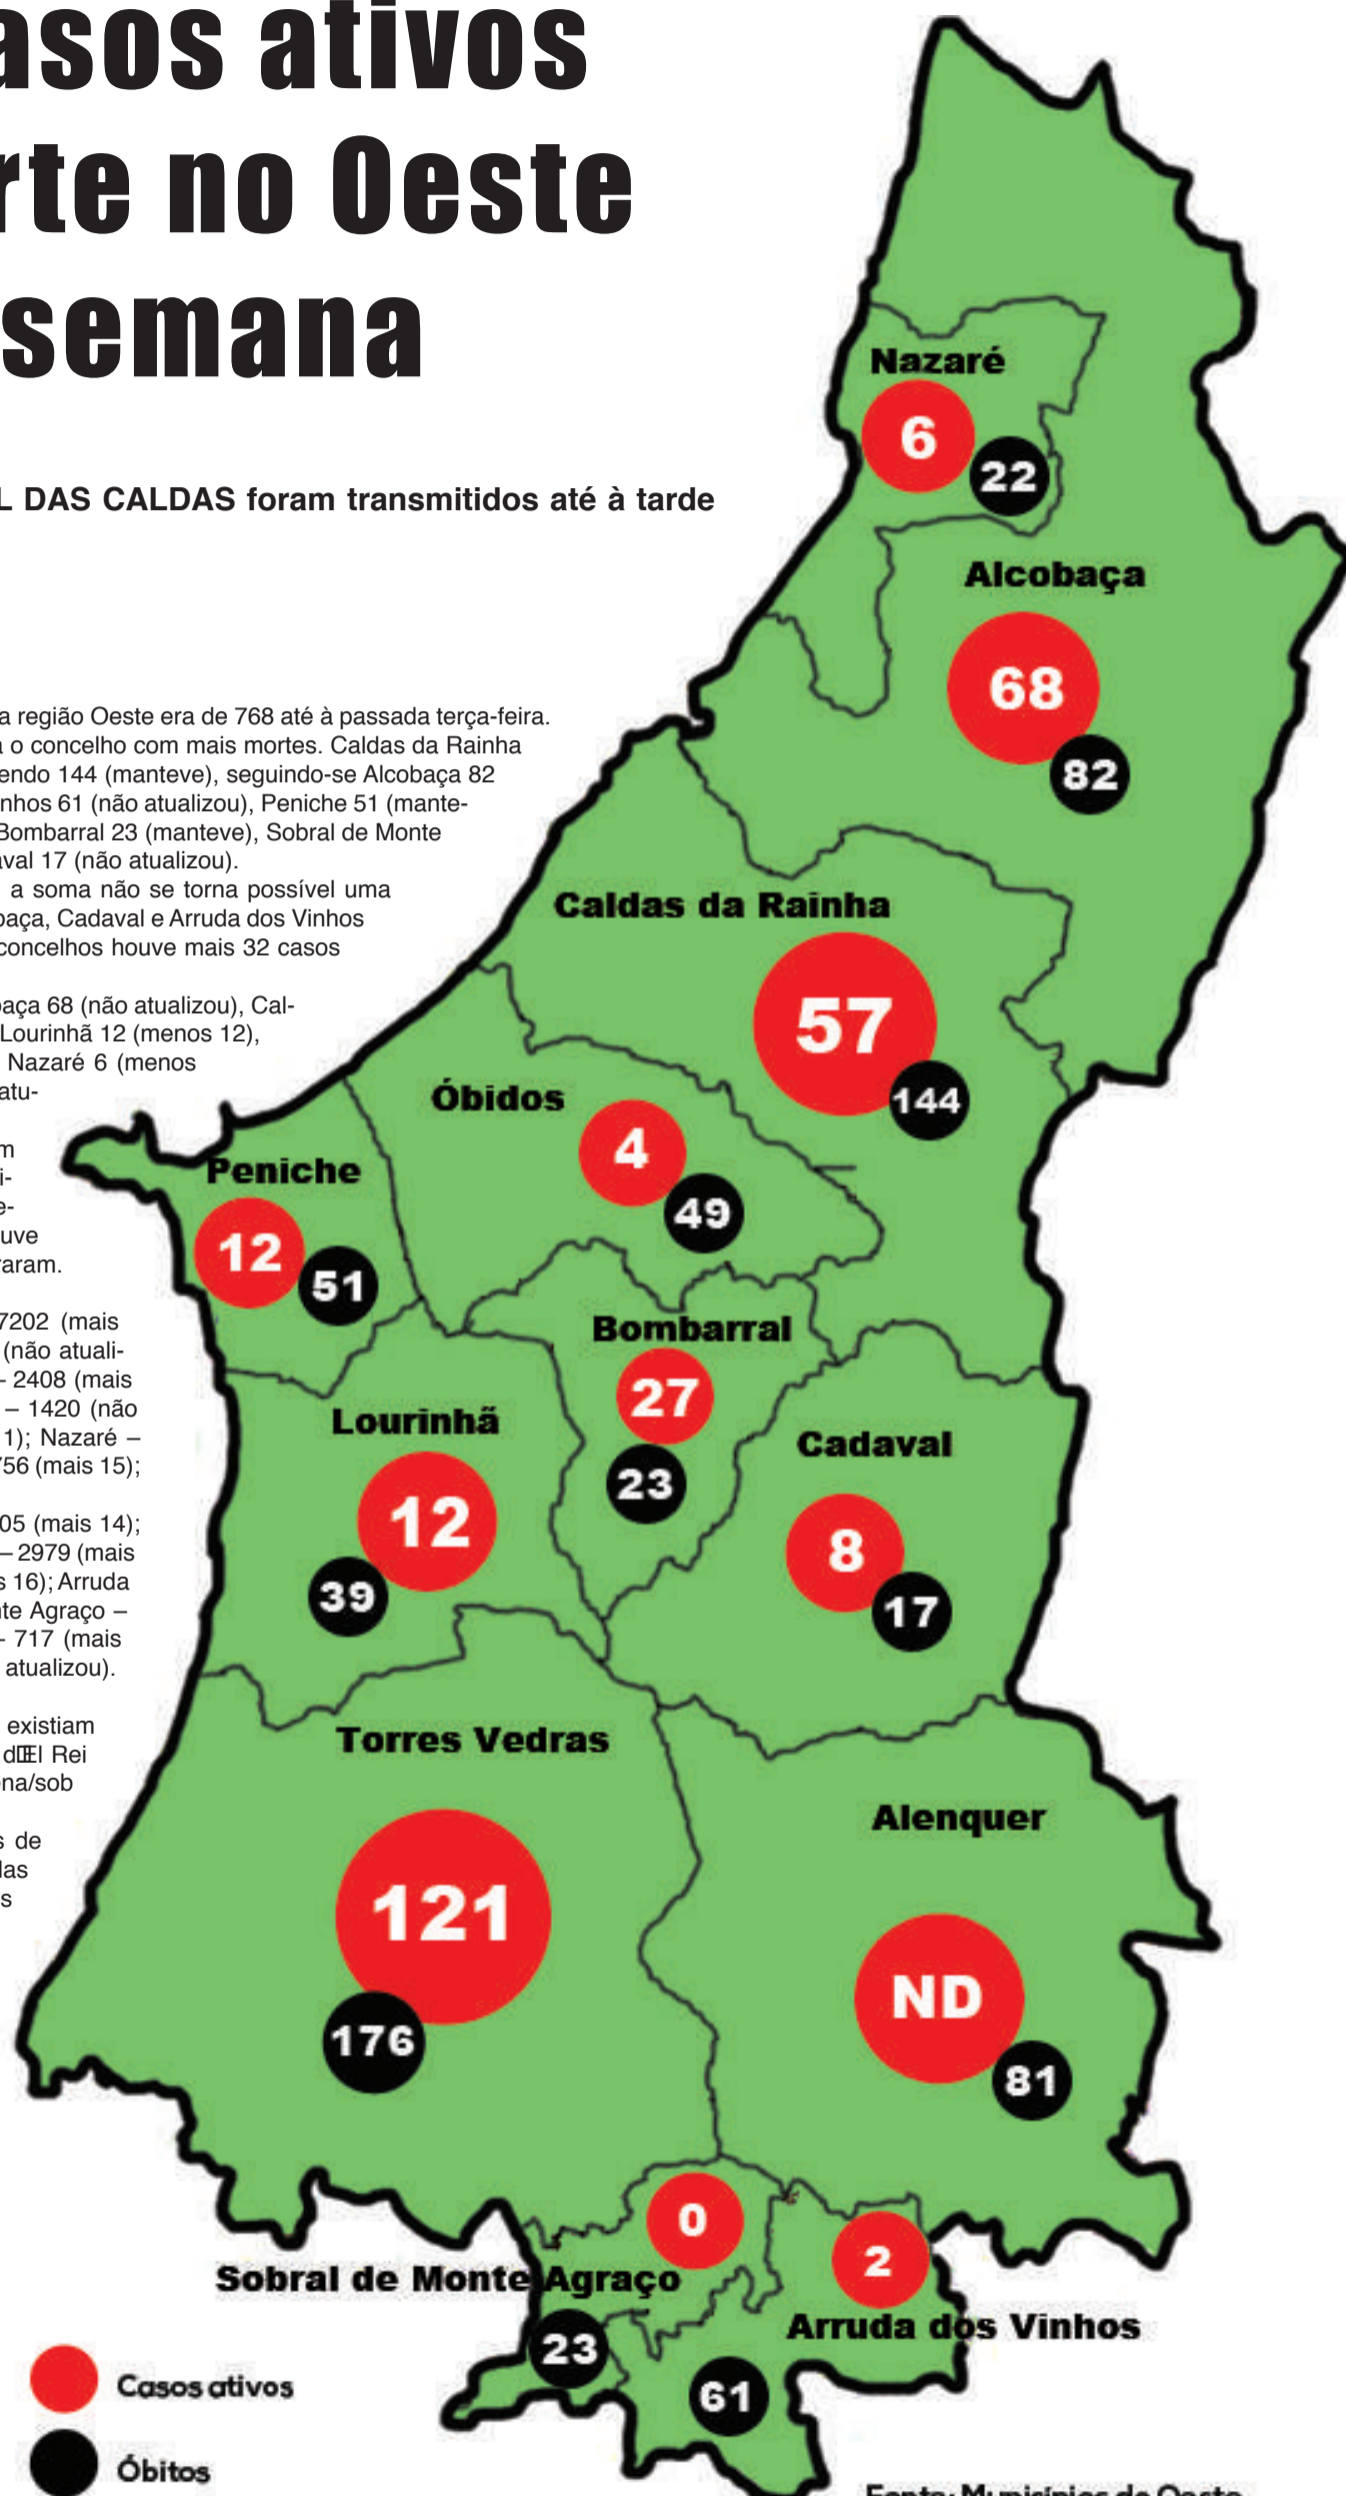 asos ativos
rte no Oeste
semana
L DAS CALDAS foram transmitidos até à tarde
a região Oeste era de 768 até à passada terça-feira.
o concelho com mais mortes. Caldas da Rainha
endo 144 (manteve), seguindo-se Alcobaça 82
nhos 61 (não atualizou), Peniche 51 (mante-
Bombarral 23 (manteve), Sobral de Monte
aval 17 (não atualizou).
a soma não se torna possível uma
baça, Cadaval e Arruda dos Vinhos
concelhos houve mais 32 casos
baça 68 (não atualizou), Cal-
Lourinhã 12 (menos 12),
Nazaré 6 (menos
atu-
m
i-
e-
uve
raram.
7202 (mais
(não atuali-
– 2408 (mais
– 1420 (não
1); Nazaré –
756 (mais 15);
05 (mais 14);
– 2979 (mais
s 16); Arruda
nte Agraço –
– 717 (mais
atualizou).
existiam
Rei
na/sob
s de
das
s
Nazaré
6
22
Alcobaça
68
82
Caldas da Rainha
57
144
Óbidos
4
49
Peniche
12
51
Bombarral
27
23
Lourinhã
12
39
Cadaval
8
17
Torres Vedras
121
176
Alenquer
ND
81
0
Sobral de Monte Agraço
23
2
Arruda dos Vinhos
61
Casos ativos
Óbitos
Fonte: Municípios do Oeste